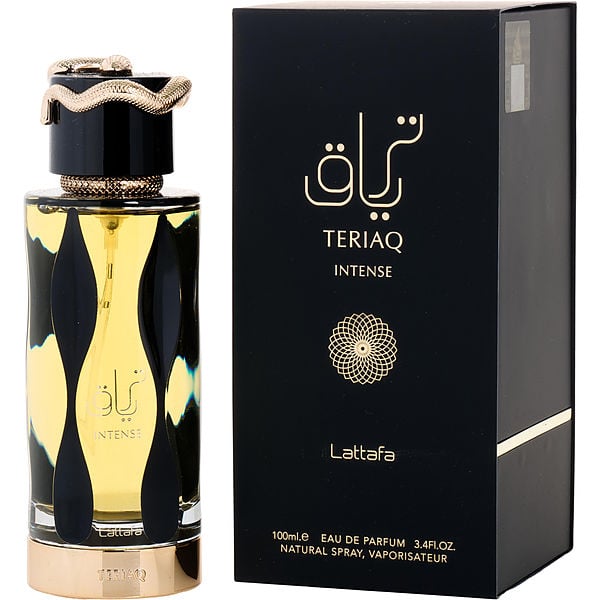 ترياق
INTENSE
Lattafa
TERIAQ
ترياق
TERIAQ
INTENSE
Lattafa
100ml.e EAU DE PARFUM 3.4FL.OZ.
NATURAL SPRAY, VAPORISATEUR